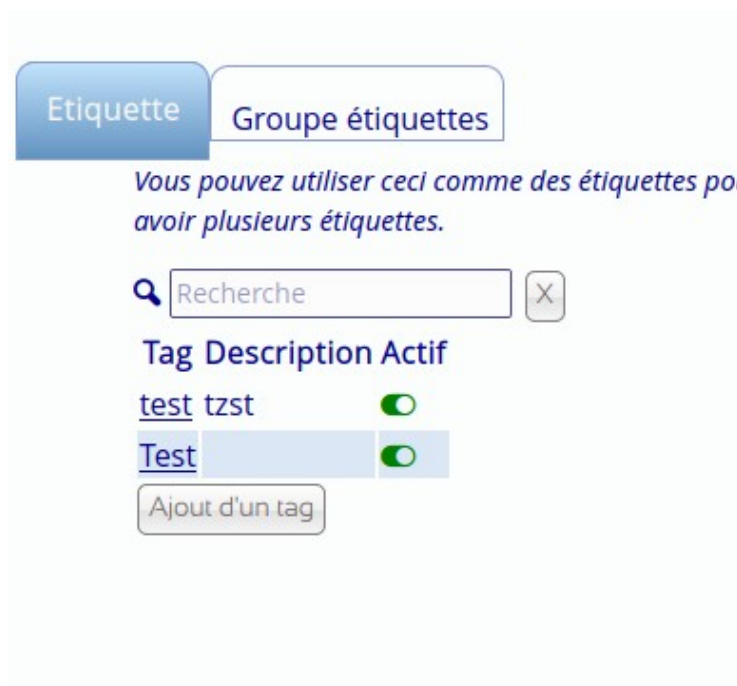 Etiquette
Groupe étiquettes
Vous pouvez utiliser ceci comme des étiquettes
avoir plusieurs étiquettes.
Recherche X
Tag Description Actif
test tzst
Test
Ajout d'un tag